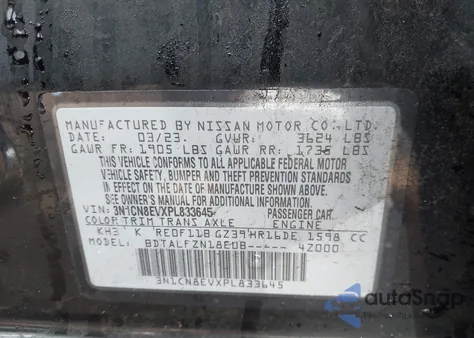 MANUFACTURED BY NISSAN MOTOR CO., LTD.
DATE: 03/23. GVWR: 3624 LBS
GAWR FR: 1905 LBS GAWR RR: 1735 LBS
THIS VEHICLE CONFORMS TO ALL APPLICABLE FEDERAL MOTOR
VEHICLE SAFETY, BUMPER, AND THEFT PREVENTION STANDARDS
IN EFFECT ON THE DATE OF MANUFACTURE SHOWN ABOVE.
SEE OWNER'S MANUAL FOR ADDITIONAL INFORMATION.
VIN: 3N1CN8EVXPL833645 PASSENGER CAR
COLOR TRIM TRANS AXLE ENGINE
KH3 K RE0F11B GZ39 HR16DE 1598 CC
MODEL: BDTALFZN18EUB----- 42000
3N1CN8EVXPL833645
autoSnap